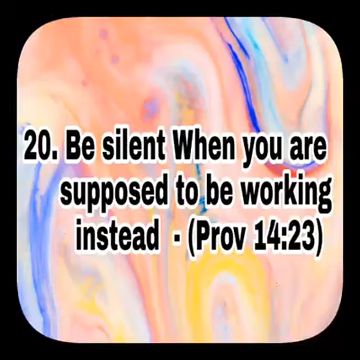 20. Be silent When you are
supposed to be working
instead - (Prov 14:23)